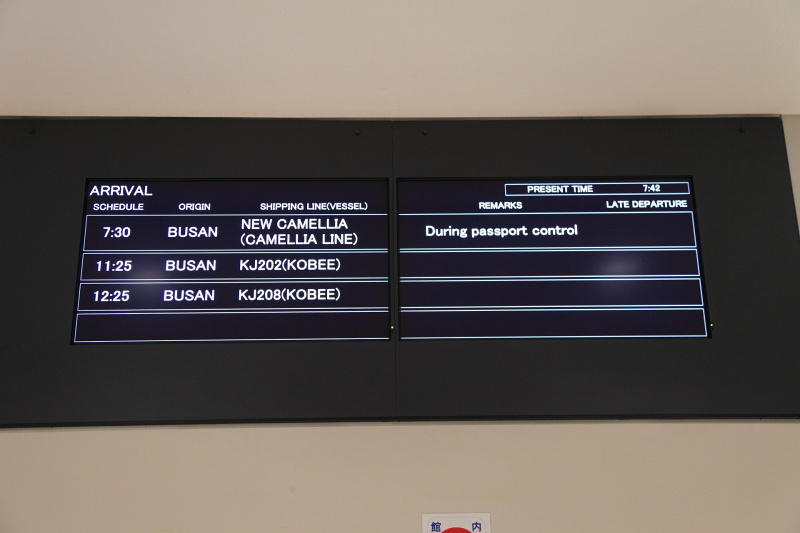 ARRIVAL
PRESENT TIME 7:42
SCHEDULE ORIGIN SHIPPING LINE(VESSEL) REMARKS LATE DEPARTURE
7:30 BUSAN NEW CAMELLIA
(CAMELLIA LINE) During passport control
11:25 BUSAN KJ202(KOBEE)
12:25 BUSAN KJ208(KOBEE)
館内